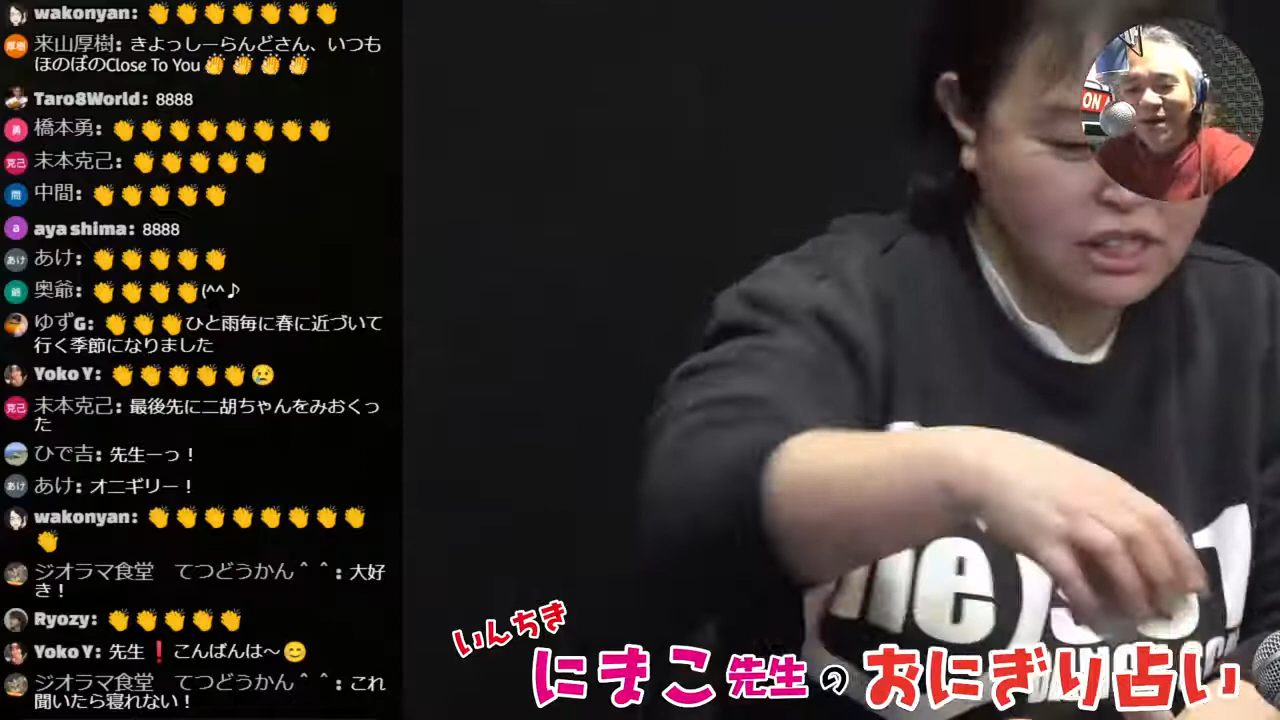 wakonyan: 👏👏👏👏👏👏👏
来山厚樹: きよっしーらんどさん、いつも
ほのぼのClose To You 👏👏👏👏
Taro8World: 8888
橋本勇: 👏👏👏👏👏👏👏👏
末本克己: 👏👏👏👏👏
中間: 👏👏👏👏👏
aya shima: 8888
あけ: 👏👏👏👏👏
奥爺: 👏👏👏👏(^^♪
ゆずG: 👏👏👏ひと雨毎に春に近づいて
行く季節になりました
Yoko Y: 👏👏👏👏👏😢
末本克己: 最後先に二胡ちゃんをみおくっ
た
ひで吉: 先生ーっ！
あけ: オニギリー！
wakonyan: 👏👏👏👏👏👏👏👏
👏
ジオラマ食堂　てつどうかん＾＾: 大好
き！
Ryozy: 👏👏👏👏👏
Yoko Y: 先生❗こんばんは〜😊
ジオラマ食堂　てつどうかん＾＾: これ
聞いたら寝れない！
ON
いんちき
にまこ先生のおにぎり占い